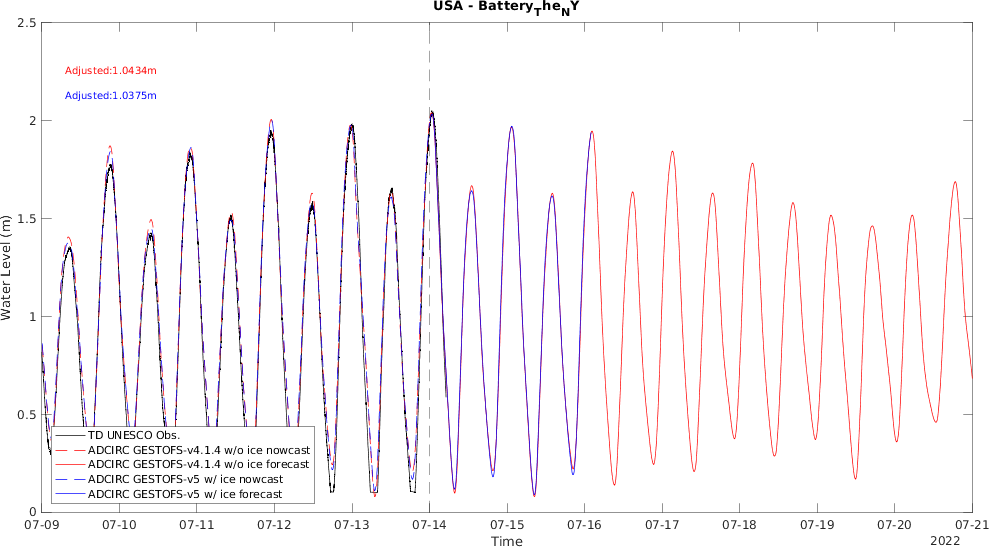 USA - Battery_The_NY
2.5
Adjusted:1.0434m
Adjusted:1.0375m
2
1.5
Water Level (m)
1
0.5
TD UNESCO Obs.
ADCIRC GESTOFS-v4.1.4 w/o ice nowcast
ADCIRC GESTOFS-v4.1.4 w/o ice forecast
ADCIRC GESTOFS-v5 w/ ice nowcast
ADCIRC GESTOFS-v5 w/ ice forecast
0
07-09 07-10 07-11 07-12 07-13 07-14 07-15 07-16 07-17 07-18 07-19 07-20 07-21
Time
2022